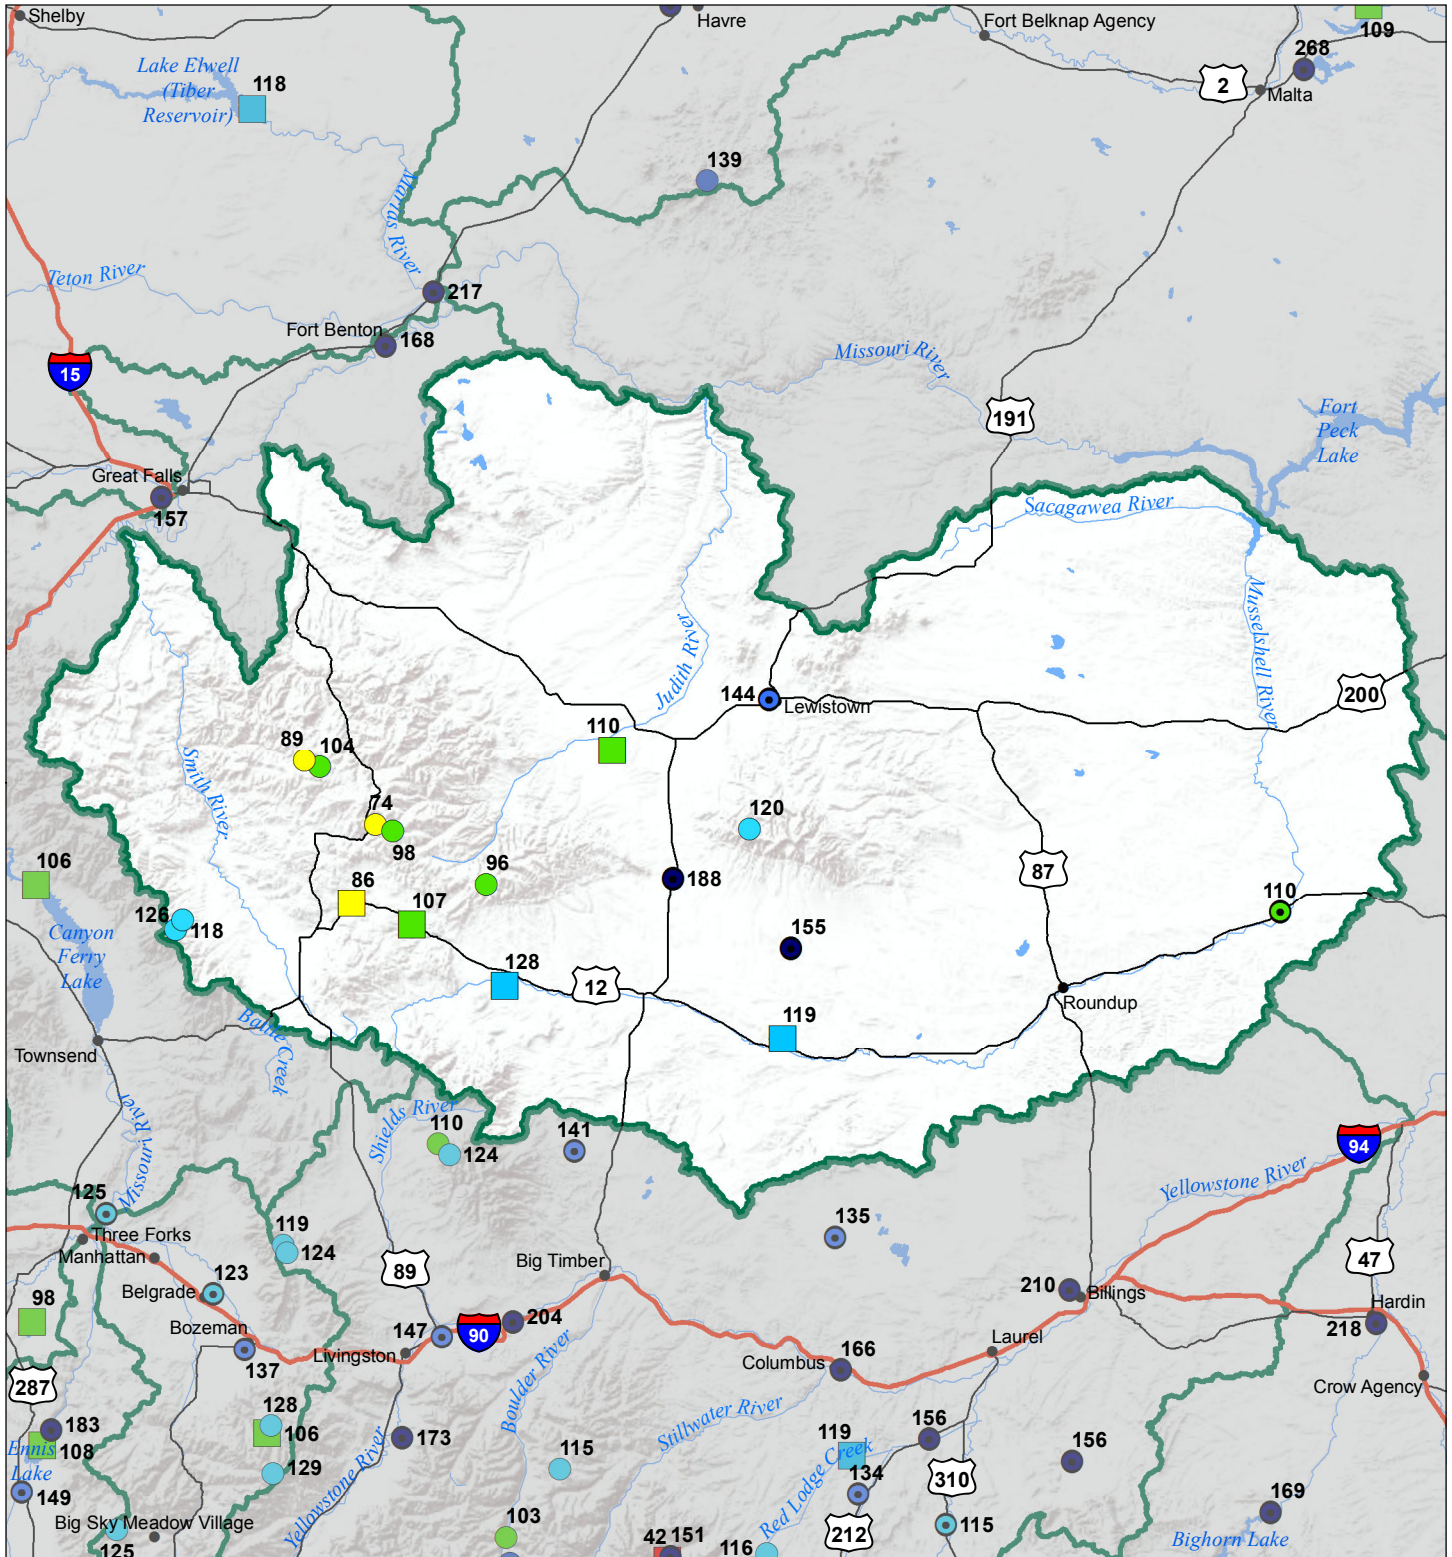 Shelby
Havre
Fort Belknap Agency
109
268
2
Malta
Lake Elwell
(Tiber
Reservoir)
118
139
Marias River
Teton River
217
Fort Benton
168
15
Missouri River
191
Fort
Peck
Lake
Great Falls
157
Sacagawea River
Musselshell River
Judith River
144
Lewistown
200
110
89
104
Smith River
74
98
120
96
188
87
106
86
107
110
126
118
155
Canyon
Ferry
Lake
128
12
119
Roundup
Battle Creek
Townsend
Missouri River
Shields River
110
124
141
94
Yellowstone River
125
Three Forks
Manhattan
119
124
135
Big Timber
89
47
123
Belgrade
210
Billings
Hardin
98
204
218
Bozeman
147
90
Laurel
Livingston
137
Columbus
166
287
Crow Agency
Boulder River
Stillwater River
128
106
183
108
173
156
119
156
Ennis
Lake
129
115
Red Lodge Creek
134
310
149
Yellowstone River
169
Big Sky
Meadow Village
103
115
212
Bighorn Lake
125
42
151
116